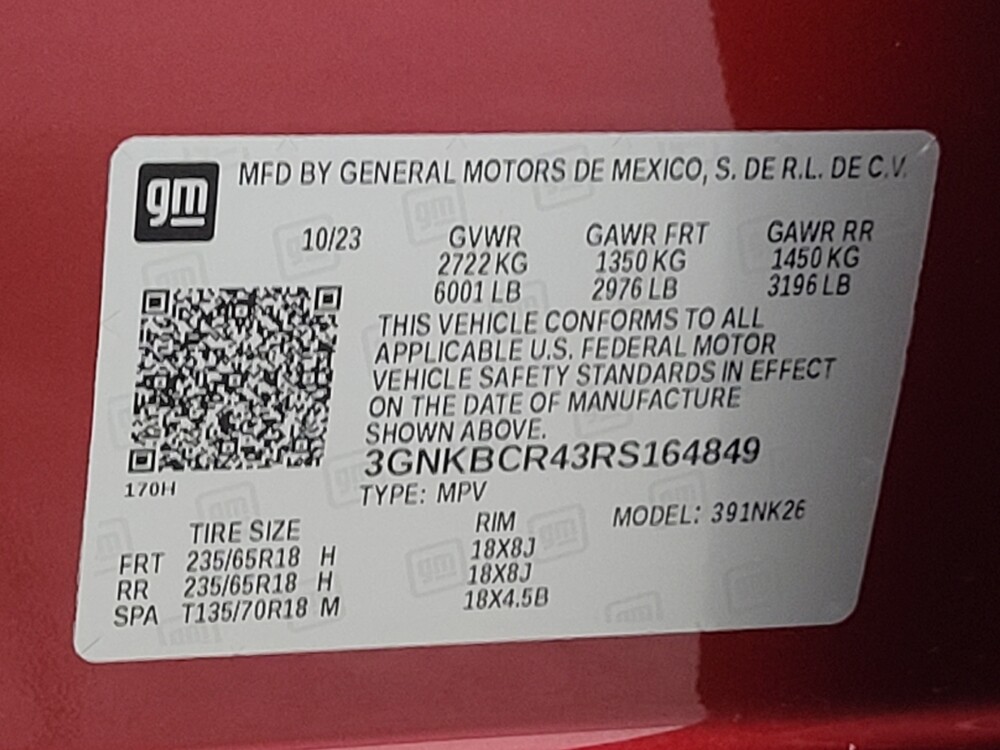 gm MFD BY GENERAL MOTORS DE MEXICO, S. DE R.L. DE C.V.
10/23 GVWR GAWR FRT GAWR RR
2722 KG 1350 KG 1450 KG
6001 LB 2976 LB 3196 LB
THIS VEHICLE CONFORMS TO ALL
APPLICABLE U.S. FEDERAL MOTOR
VEHICLE SAFETY STANDARDS IN EFFECT
ON THE DATE OF MANUFACTURE
SHOWN ABOVE.
3GNKBCR43RS164849
170H
TYPE: MPV
TIRE SIZE RIM MODEL: 391NK26
FRT 235/65R18 H 18X8J
RR 235/65R18 H 18X8J
SPA T135/70R18 M 18X4.5B